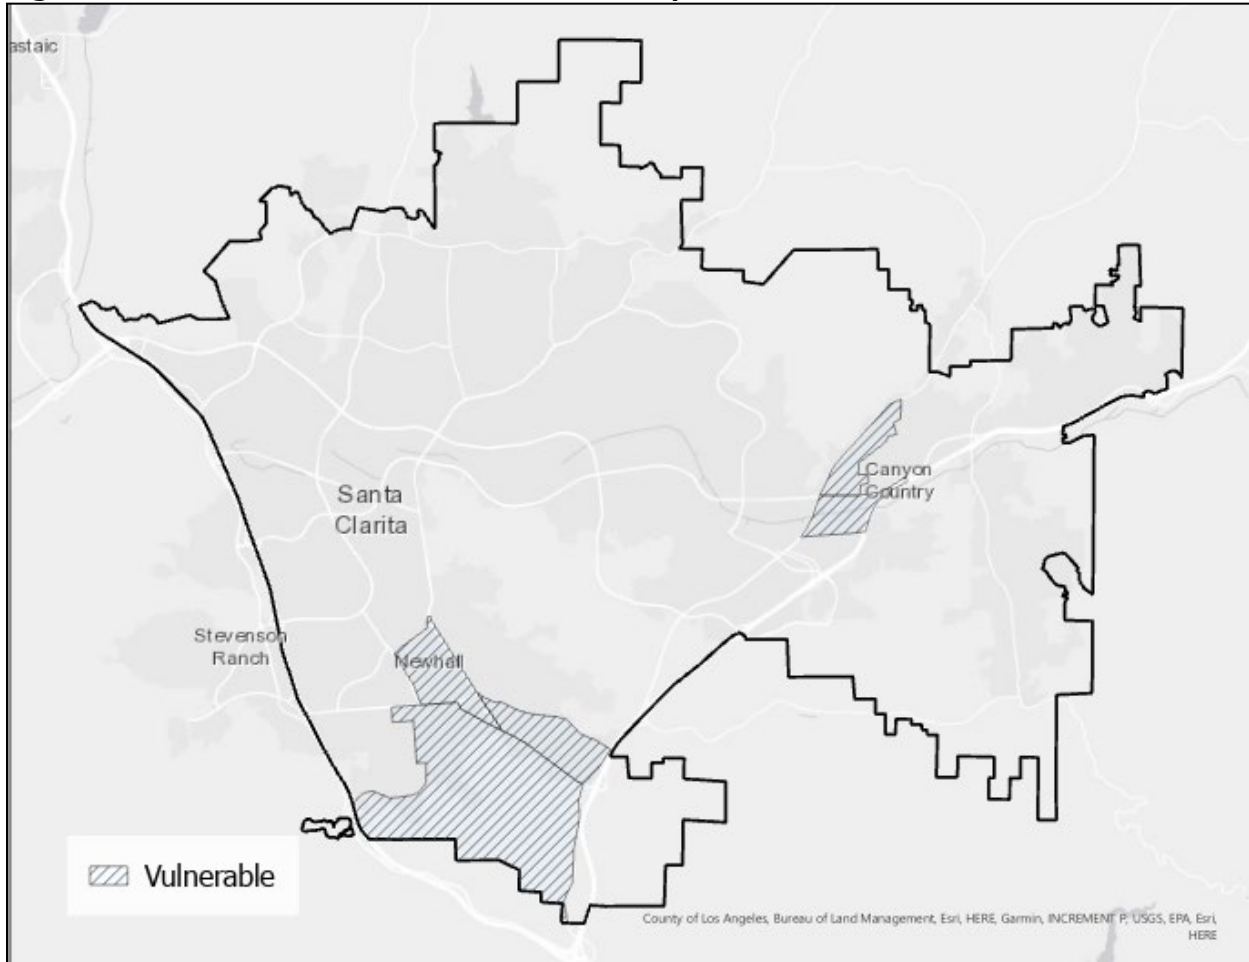 astaic
Canyon
Country
Santa
Clarita
Stevenson
Ranch
Newhall
Vulnerable
County of Los Angeles, Bureau of Land Management, Esri, HERE, Garmin, INCREMENT P, USGS, EPA, Esri,
HERE